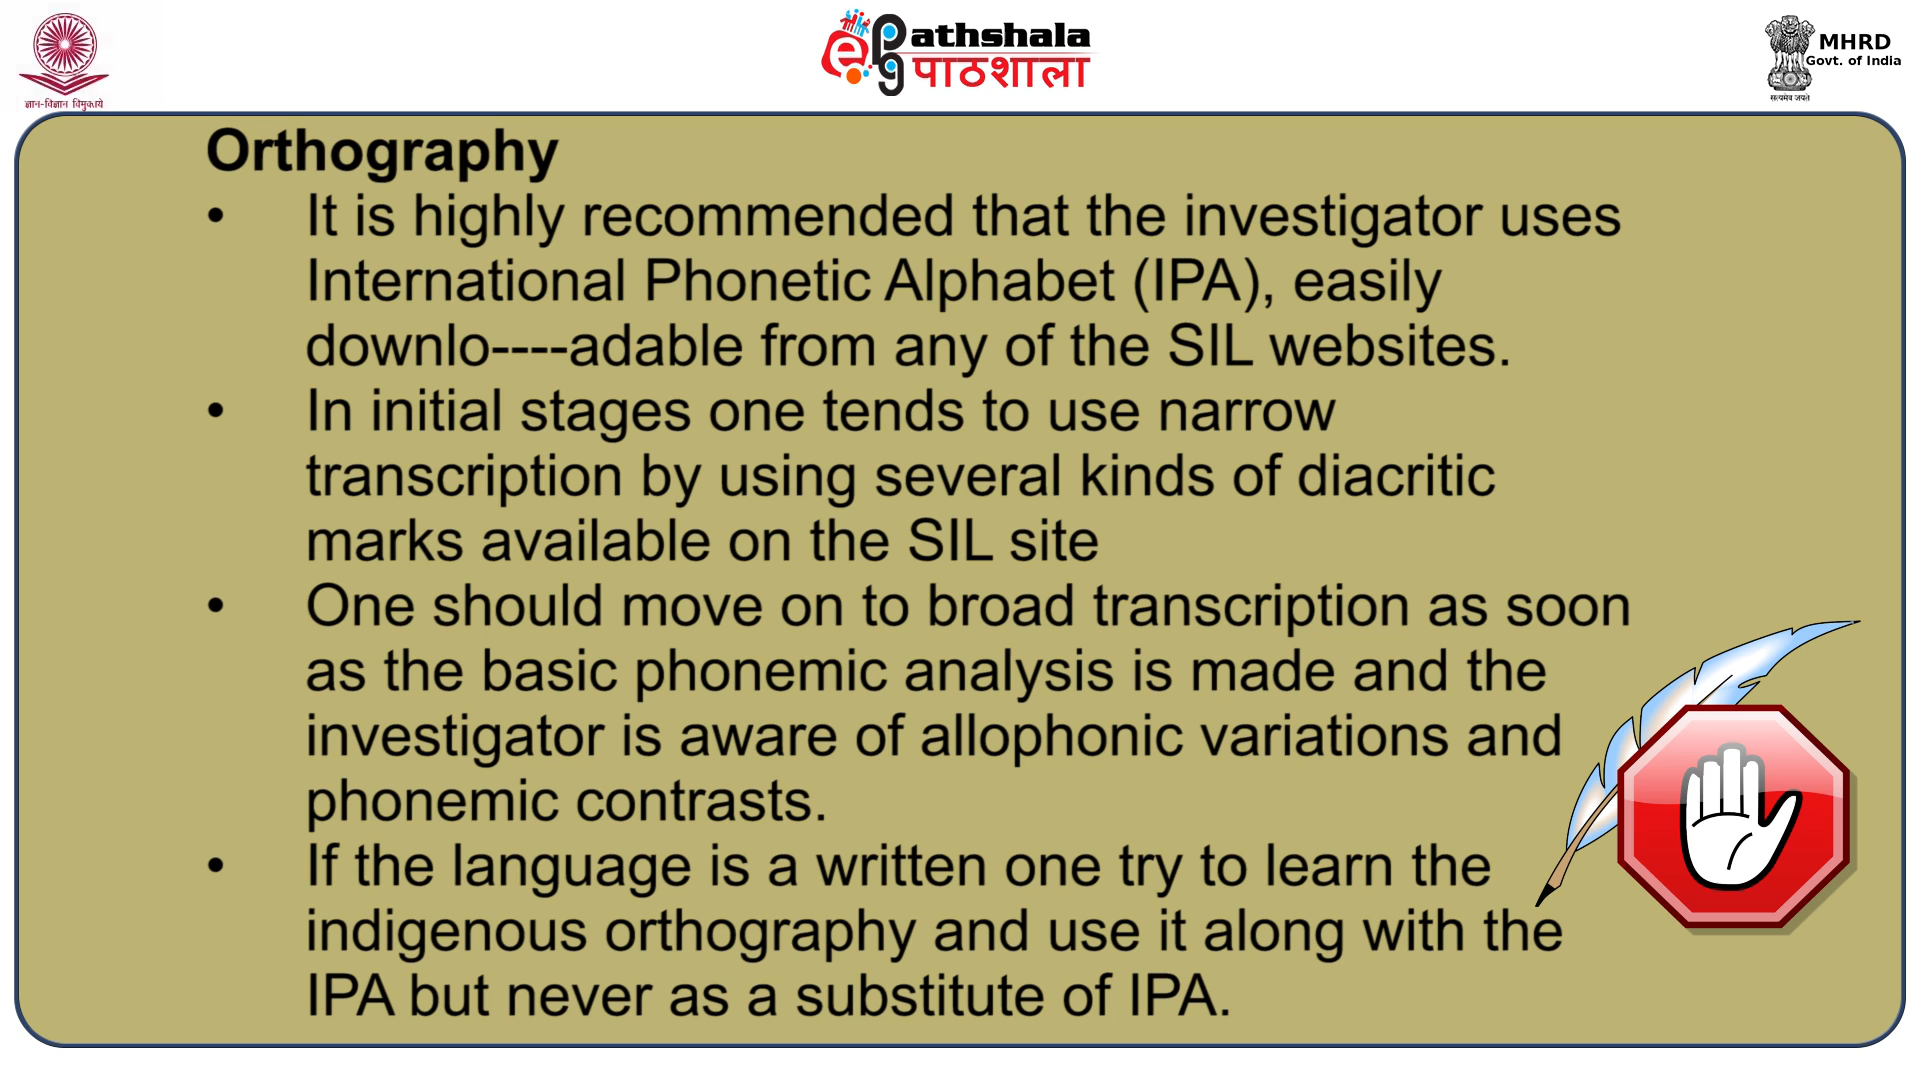 ज्ञान-विज्ञान विमुक्तये
ePathshala
पाठशाला
MHRD
Govt. of India
सत्यमेव जयते
Orthography
• It is highly recommended that the investigator uses
International Phonetic Alphabet (IPA), easily
downlo----adable from any of the SIL websites.
• In initial stages one tends to use narrow
transcription by using several kinds of diacritic
marks available on the SIL site
• One should move on to broad transcription as soon
as the basic phonemic analysis is made and the
investigator is aware of allophonic variations and
phonemic contrasts.
• If the language is a written one try to learn the
indigenous orthography and use it along with the
IPA but never as a substitute of IPA.